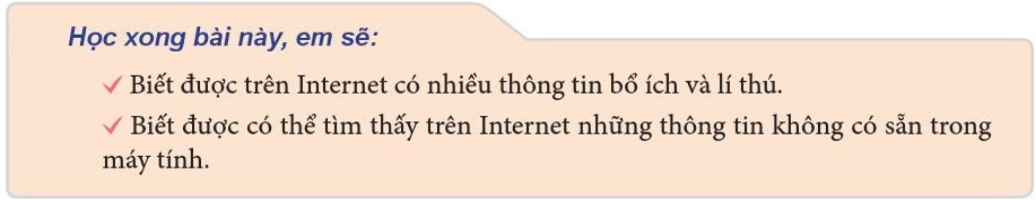 Học xong bài này, em sẽ:
✓ Biết được trên Internet có nhiều thông tin bổ ích và lí thú.
✓ Biết được có thể tìm thấy trên Internet những thông tin không có sẵn trong
máy tính.